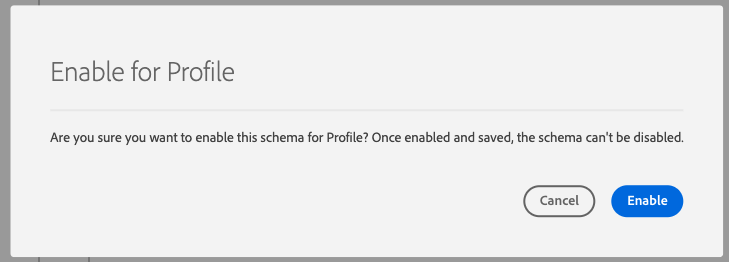 Enable for Profile
Are you sure you want to enable this schema for Profile? Once enabled and saved, the schema can't be disabled.
Cancel
Enable